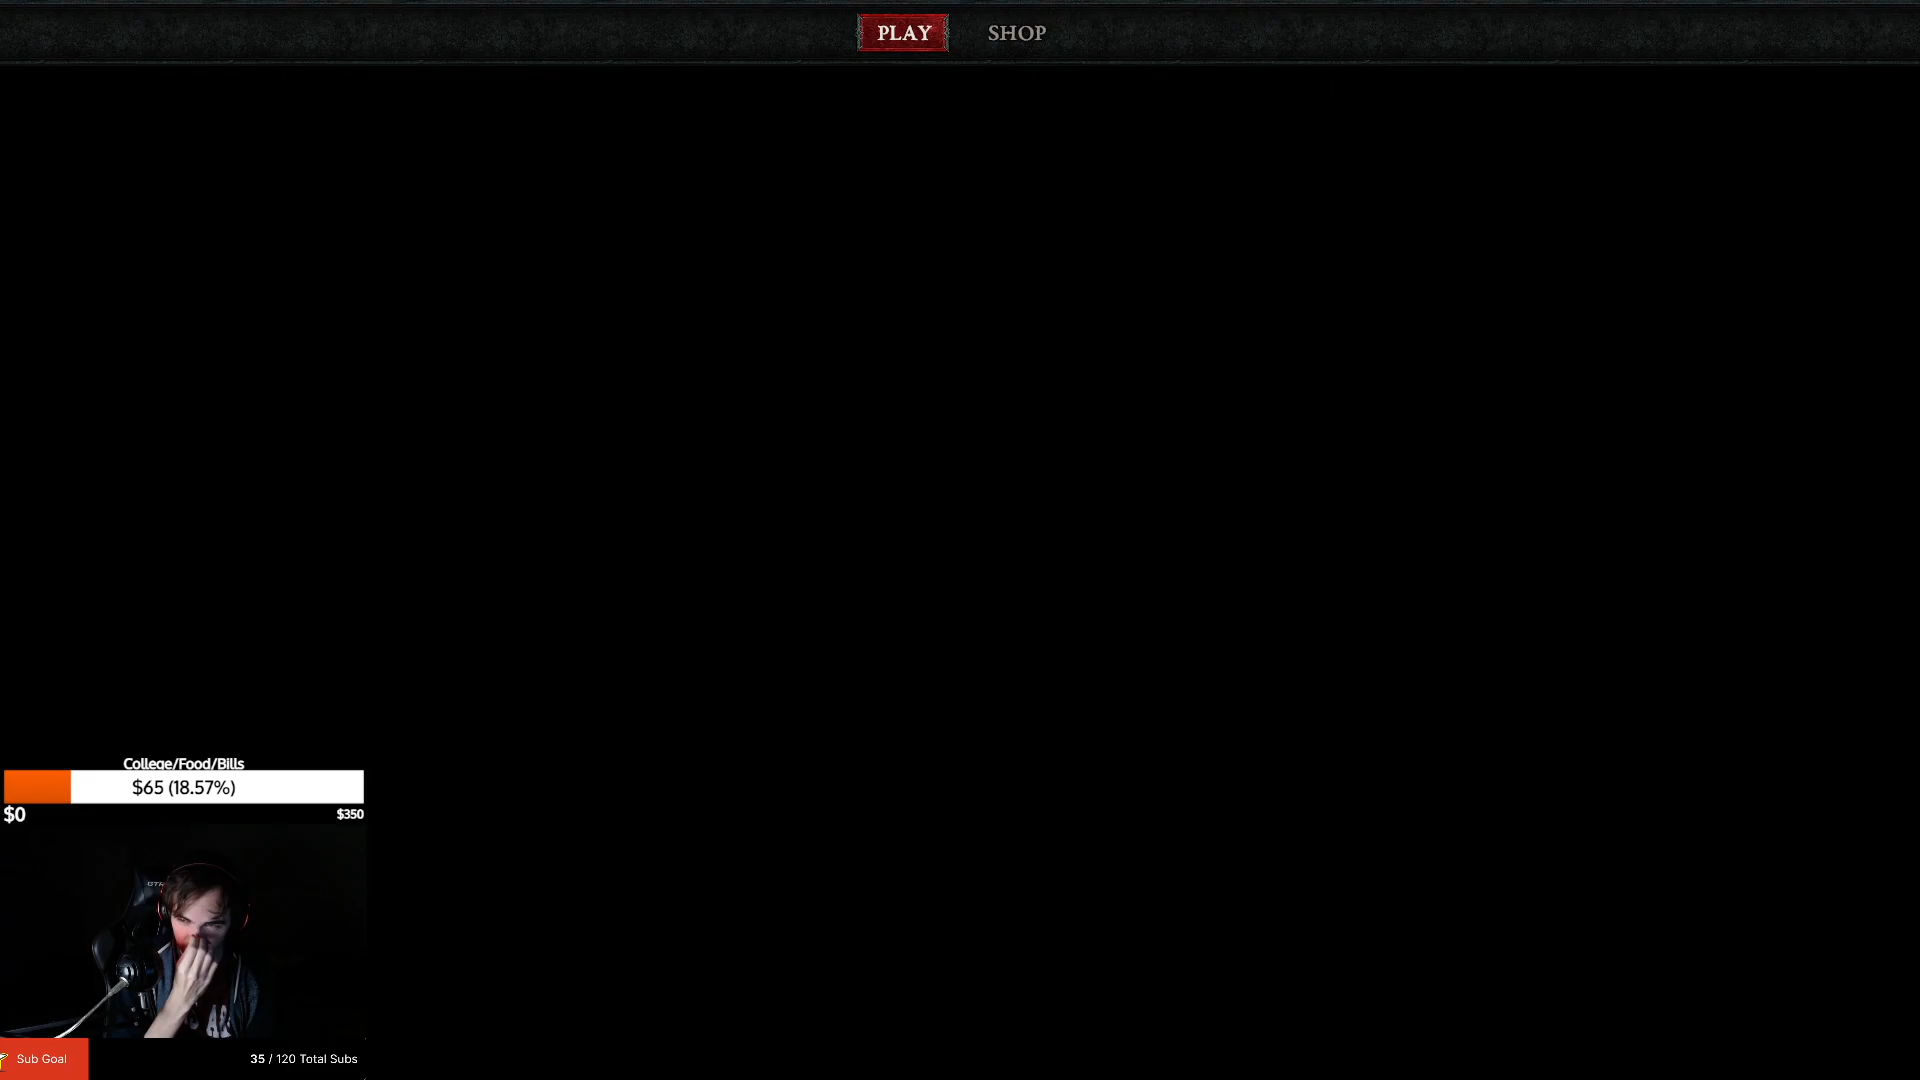 PLAY SHOP
College/Food/Bills
$65 (18.57%)
$0 $350
Sub Goal 35 / 120 Total Subs